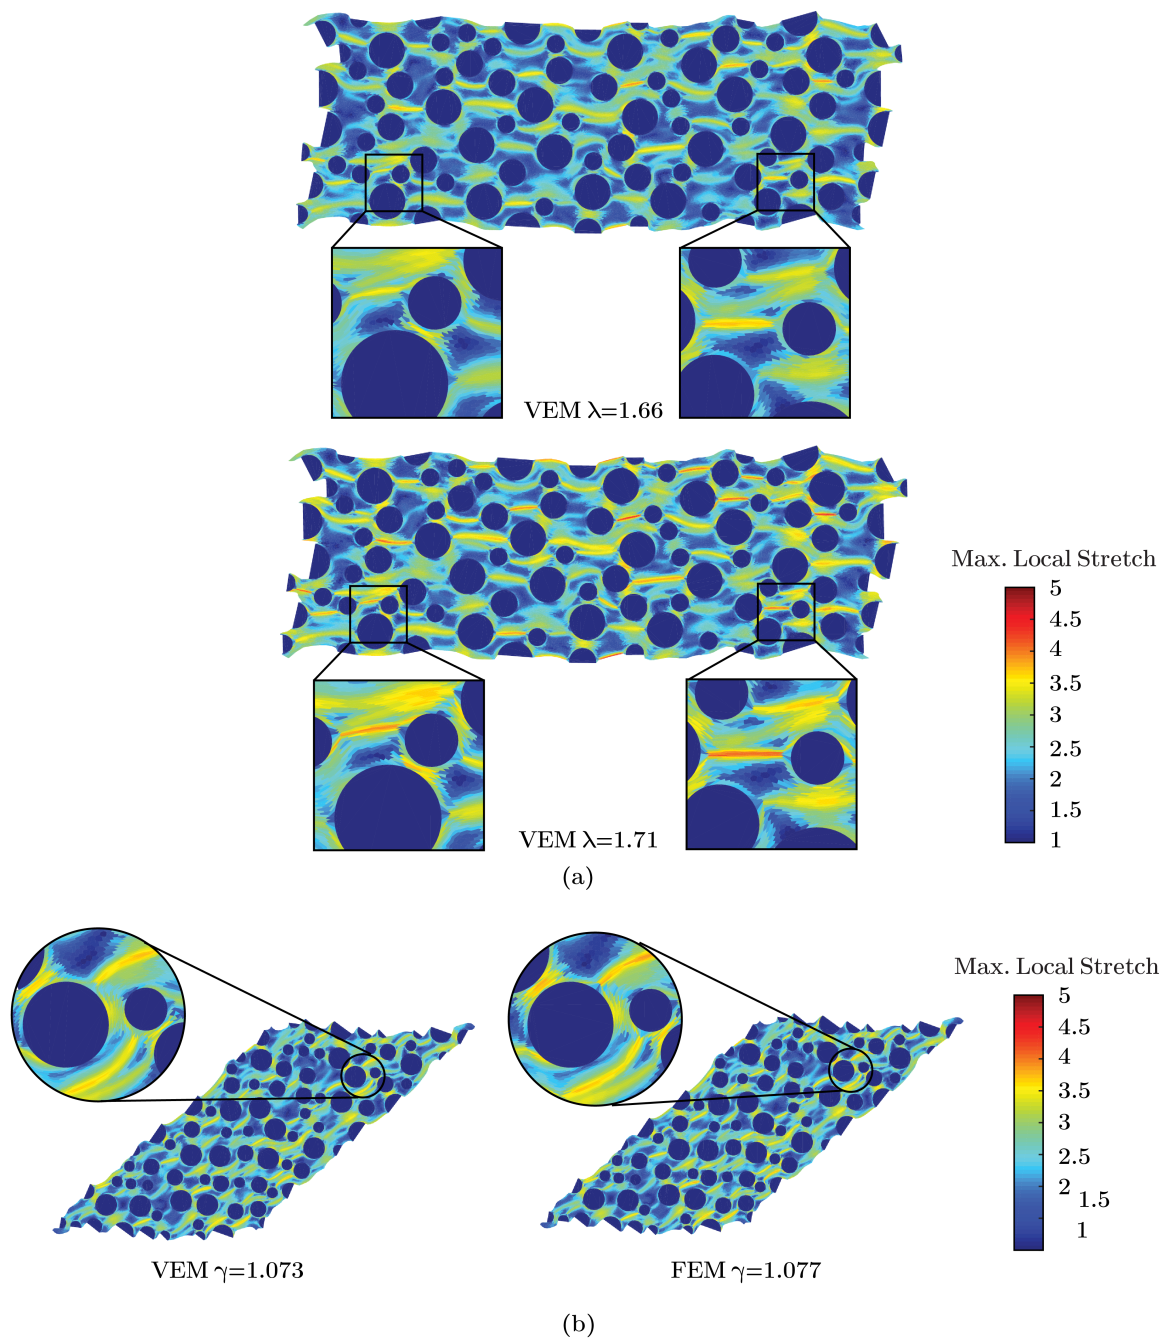 VEM λ=1.66
Max. Local Stretch
5
4.5
4
3.5
3
2.5
2
1.5
1
VEM λ=1.71
(a)
Max. Local Stretch
5
4.5
4
3.5
3
2.5
2
1.5
1
VEM γ=1.073
FEM γ=1.077
(b)